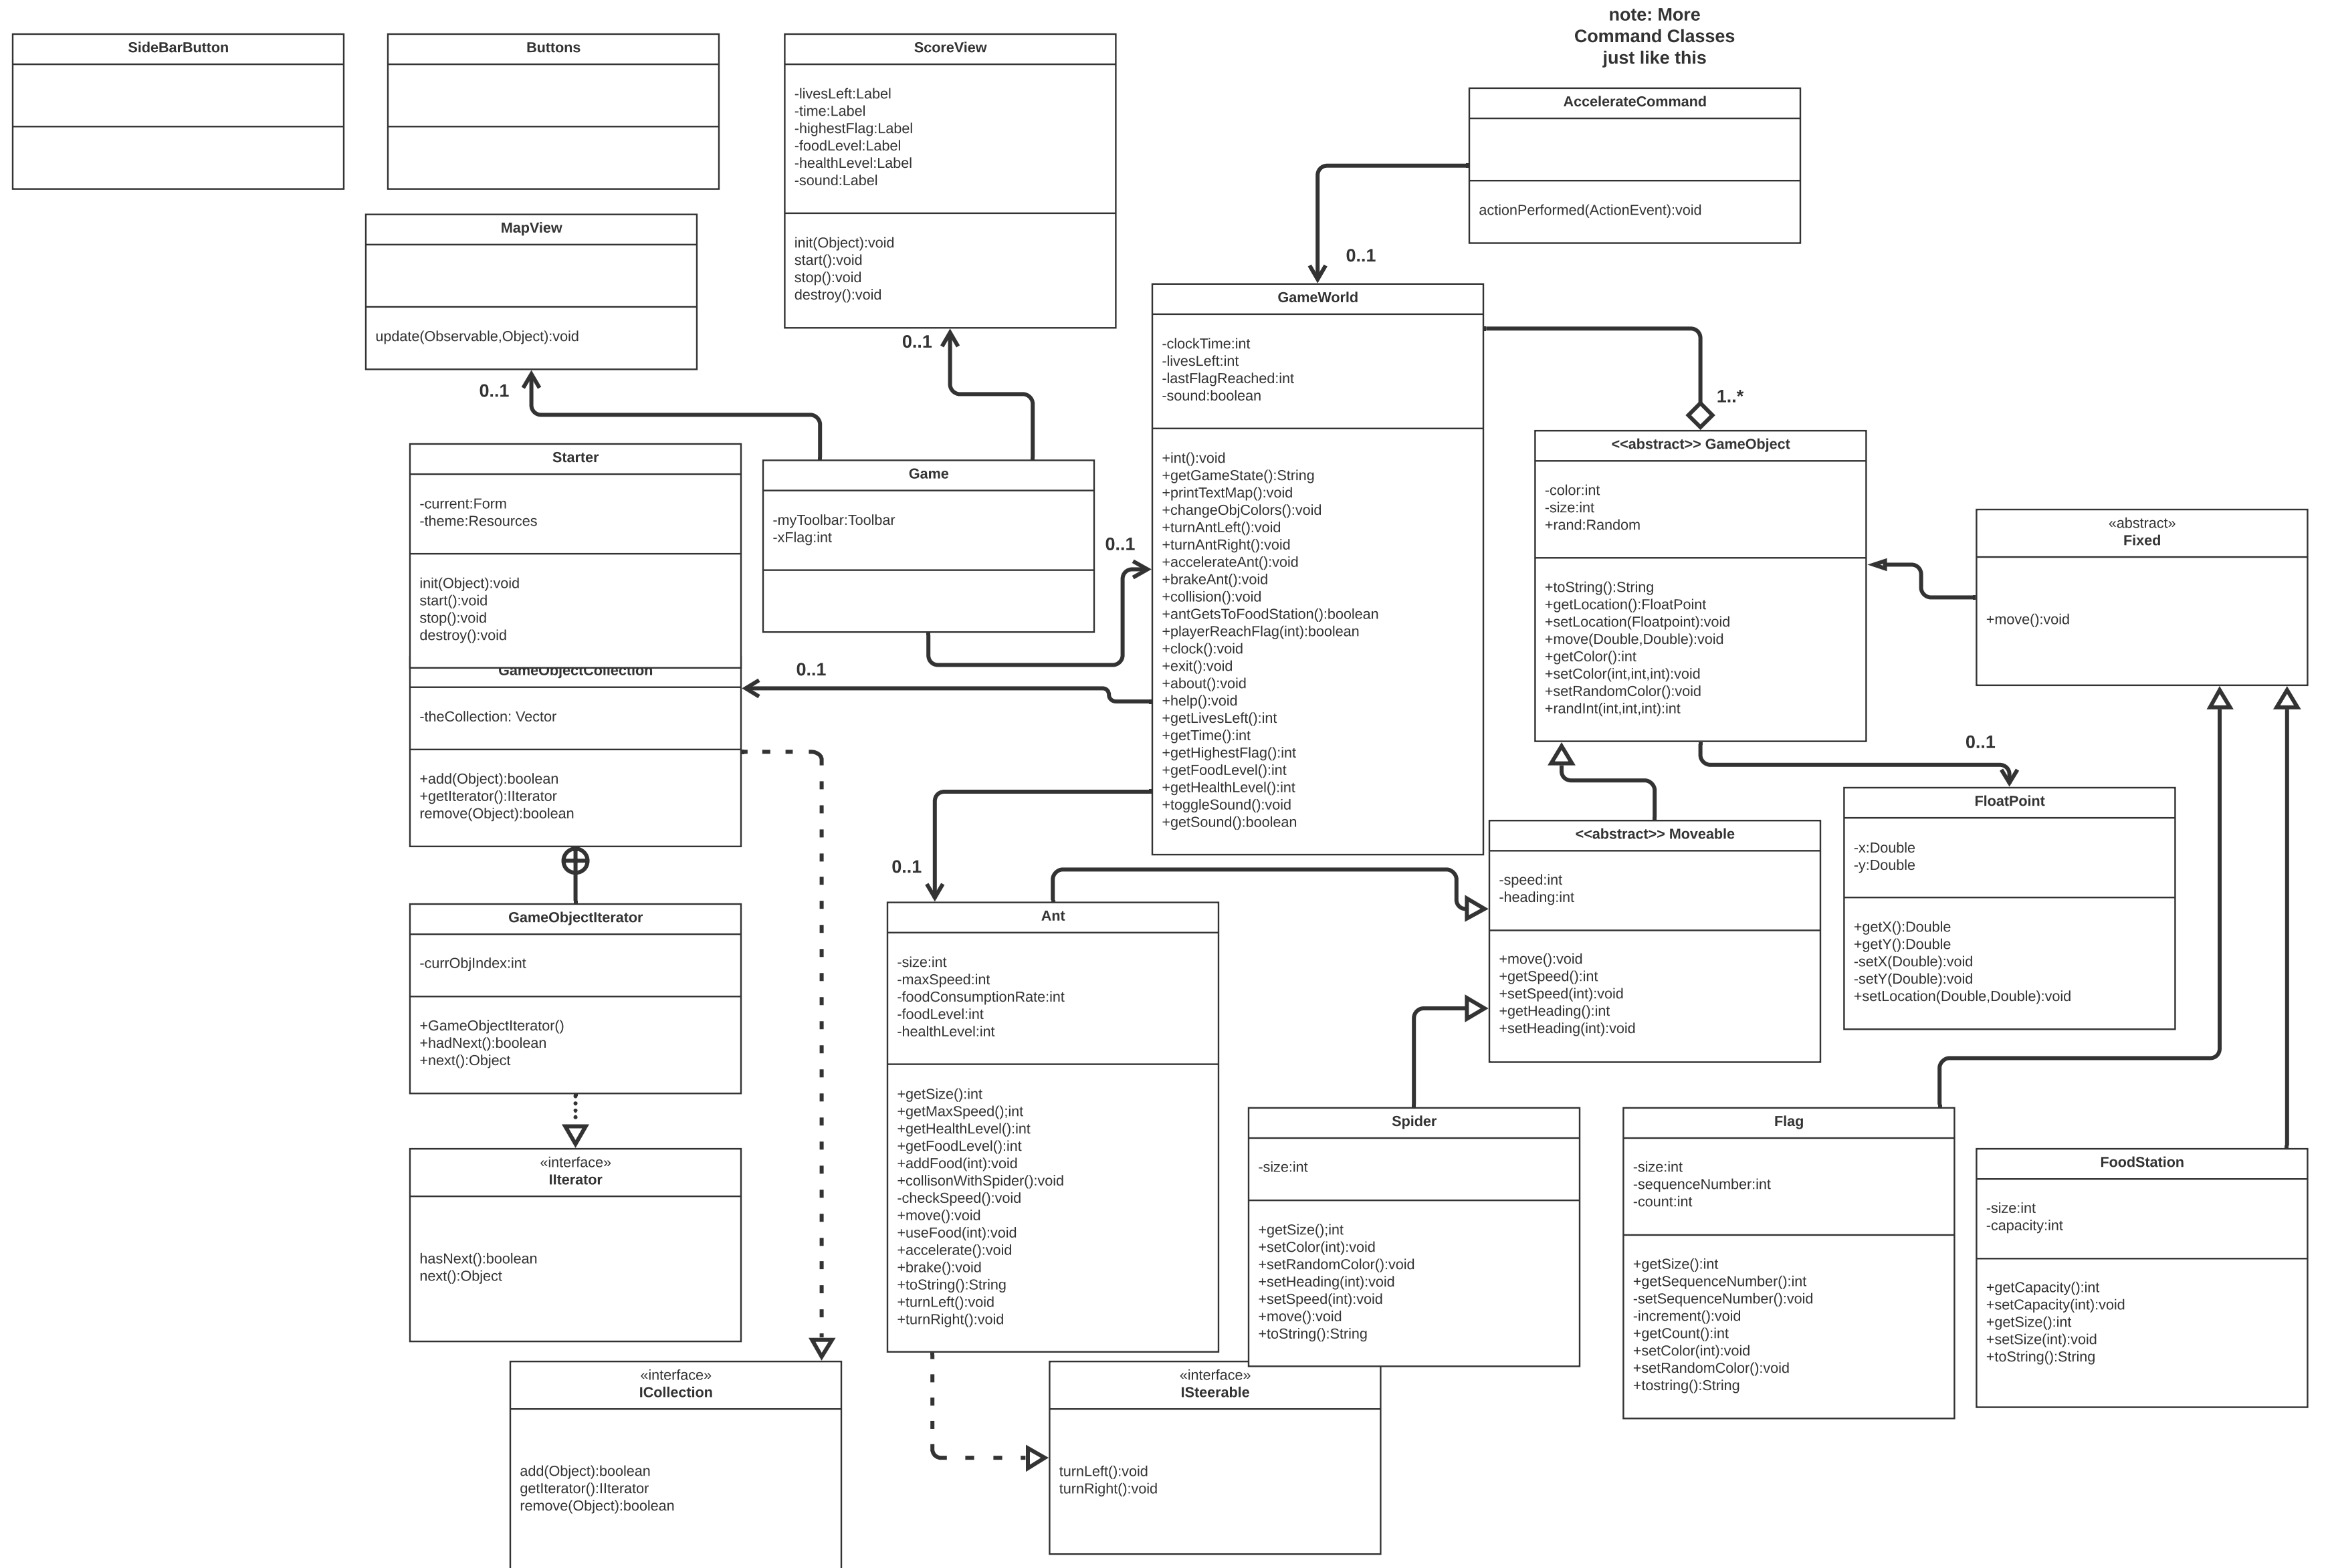 note: More
Command Classes
just like this
SideBarButton
Buttons
ScoreView
-livesLeft:Label
-time:Label
-highestFlag:Label
-foodLevel:Label
-healthLevel:Label
-sound:Label
init(Object):void
start():void
stop():void
destroy():void
AccelerateCommand
actionPerformed(ActionEvent):void
MapView
update(Observable,Object):void
0..1
0..1
0..1
GameWorld
-clockTime:int
-livesLeft:int
-lastFlagReached:int
-sound:boolean
+int():void
+getGameState():String
+printTextMap():void
+changeObjColors():void
+turnAntLeft():void
+turnAntRight():void
+accelerateAnt():void
+brakeAnt():void
+collision():void
+antGetsToFoodStation():boolean
+playerReachFlag(int):boolean
+clock():void
+exit():void
+about():void
+help():void
+getLivesLeft():int
+getTime():int
+getHighestFlag():int
+getFoodLevel():int
+getHealthLevel():int
+toggleSound():void
+getSound():boolean
1..*
<<abstract>> GameObject
-color:int
-size:int
+rand:Random
+toString():String
+getLocation():FloatPoint
+setLocation(Floatpoint):void
+move(Double,Double):void
+getColor():int
+setColor(int,int,int):void
+setRandomColor():void
+randInt(int,int,int):int
«abstract»
Fixed
+move():void
Starter
-current:Form
-theme:Resources
init(Object):void
start():void
stop():void
destroy():void
Game
-myToolbar:Toolbar
-xFlag:int
0..1
0..1
GameObjectCollection
-theCollection: Vector
+add(Object):boolean
+getIterator():IIterator
remove(Object):boolean
0..1
FloatPoint
-x:Double
-y:Double
+getX():Double
+getY():Double
-setX(Double):void
-setY(Double):void
+setLocation(Double,Double):void
<<abstract>> Moveable
-speed:int
-heading:int
+move():void
+getSpeed():int
+setSpeed(int):void
+getHeading():int
+setHeading(int):void
0..1
GameObjectIterator
-currObjIndex:int
+GameObjectIterator()
+hadNext():boolean
+next():Object
Ant
-size:int
-maxSpeed:int
-foodConsumptionRate:int
-foodLevel:int
-healthLevel:int
+getSize():int
+getMaxSpeed();int
+getHealthLevel():int
+getFoodLevel():int
+addFood(int):void
+collisonWithSpider():void
-checkSpeed():void
+move():void
+useFood(int):void
+accelerate():void
+brake():void
+toString():String
+turnLeft():void
+turnRight():void
Spider
-size:int
+getSize();int
+setColor(int):void
+setRandomColor():void
+setHeading(int):void
+setSpeed(int):void
+move():void
+toString():String
Flag
-size:int
-sequenceNumber:int
-count:int
+getSize():int
+getSequenceNumber():int
-setSequenceNumber():void
-increment():void
+getCount():int
+setColor(int):void
+setRandomColor():void
+tostring():String
FoodStation
-size:int
-capacity:int
+getCapacity():int
+setCapacity(int):void
+getSize():int
+setSize(int):void
+toString():String
«interface»
IIterator
hasNext():boolean
next():Object
«interface»
ICollection
add(Object):boolean
getIterator():IIterator
remove(Object):boolean
«interface»
ISteerable
turnLeft():void
turnRight():void